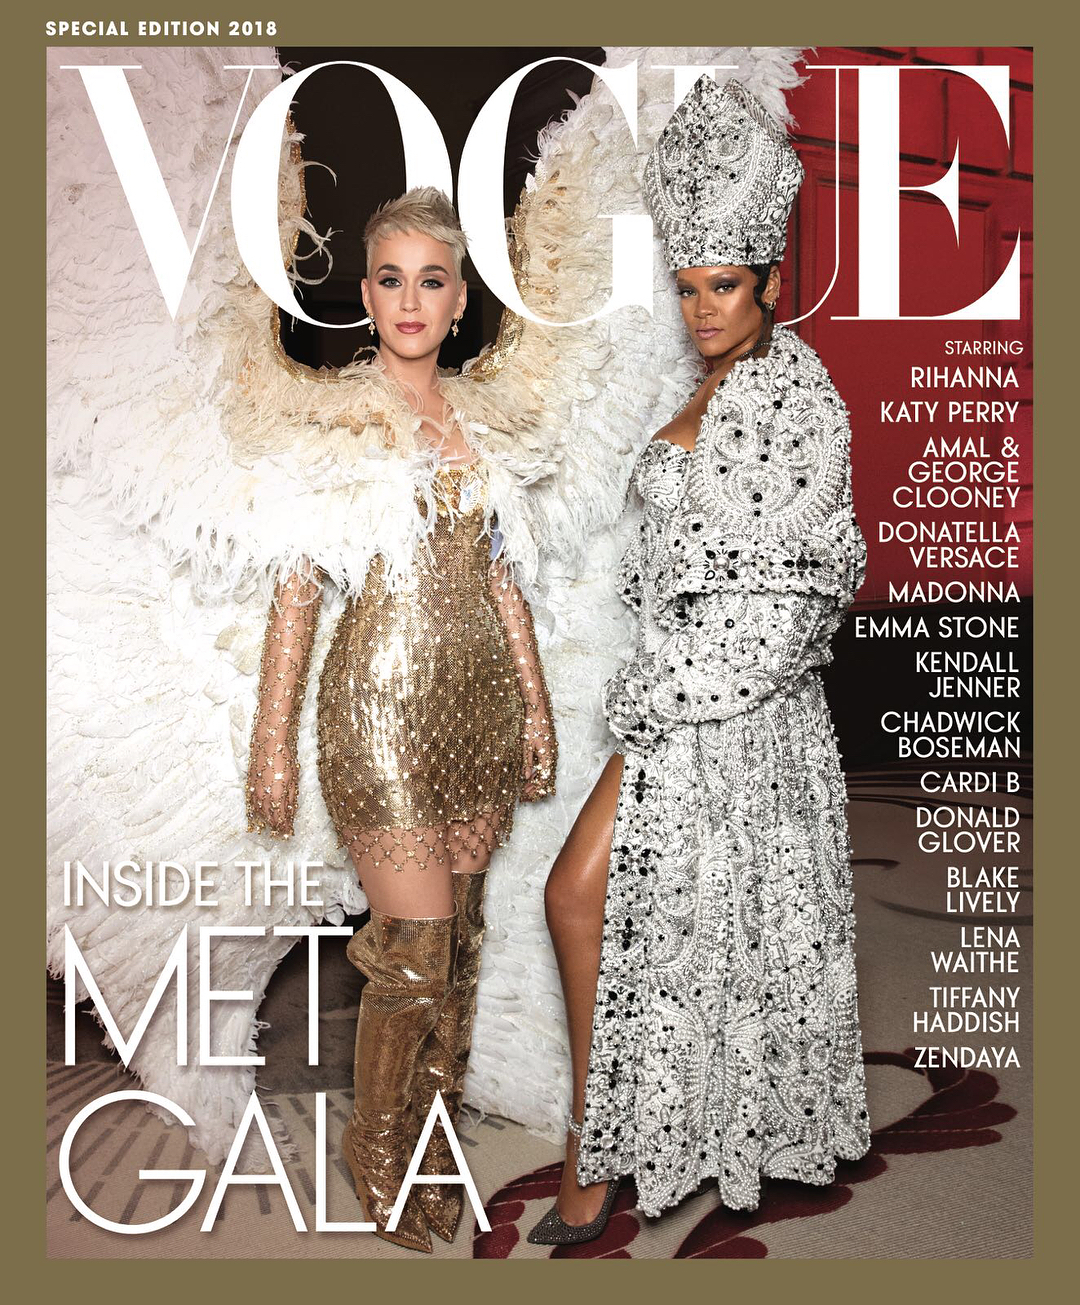 SPECIAL EDITION 2018
VOGUE
STARRING
RIHANNA
KATY PERRY
AMAL &
GEORGE
CLOONEY
DONATELLA
VERSACE
MADONNA
EMMA STONE
KENDALL
JENNER
CHADWICK
BOSEMAN
CARDI B
DONALD
GLOVER
BLAKE
LIVELY
LENA
WAITHE
TIFFANY
HADDISH
ZENDAYA
INSIDE THE
MET
GALA